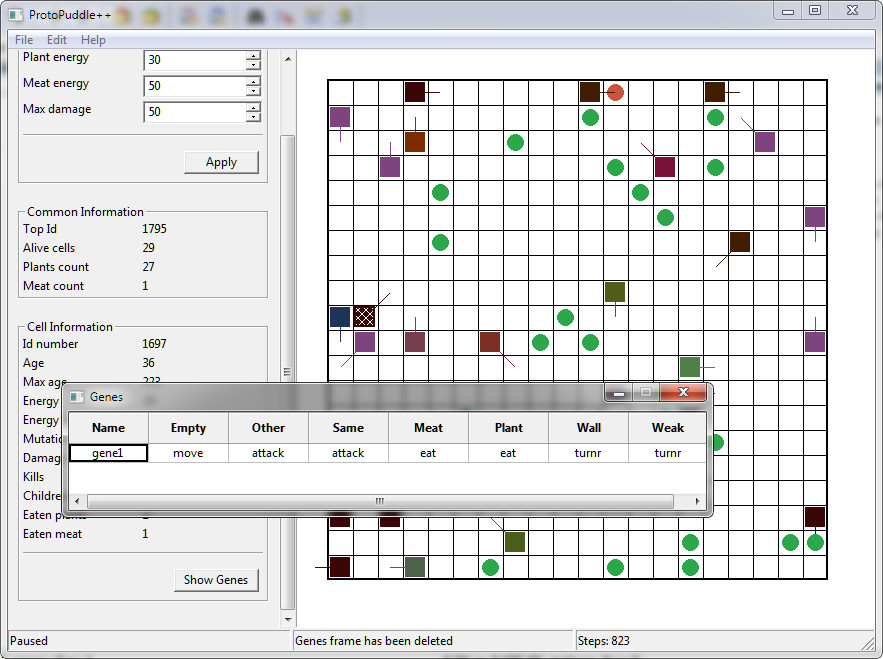 ProtoPuddle++
File Edit Help
Plant energy 30
Meat energy 50
Max damage 50
Apply
Common Information
Top Id 1795
Alive cells 29
Plants count 27
Meat count 1
Cell Information
Id number 1697
Age 36
Max age 223
Energy
Energy
Kills
Eaten plants
Eaten meat 1
Show Genes
Genes
Name Empty Other Same Meat Plant Wall Weak
gene1 move attack attack eat eat turnr turnr
Paused Genes frame has been deleted Steps: 823